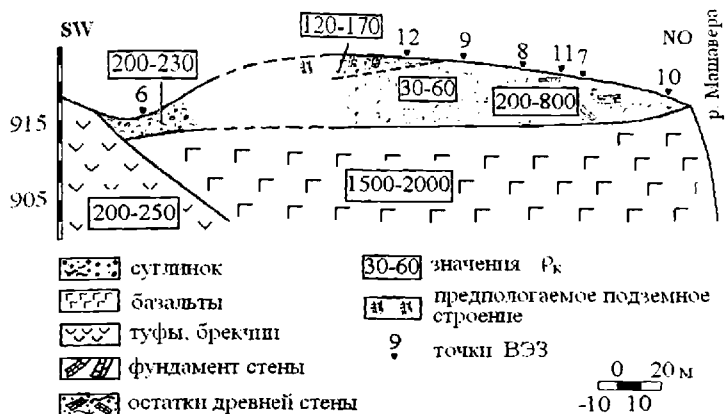 SW
120-170
12
9
8
11
7
NO
р. Машавера
200-230
6
30-60
200-800
10
915
1500-2000
905
200-250
суглинок
базальты
туфы, брекчии
фундамент стены
остатки древней стены
30-60 значения ρк
предпологаемое подземное
строение
9 точки ВЭЗ
0 20 м
-10 10